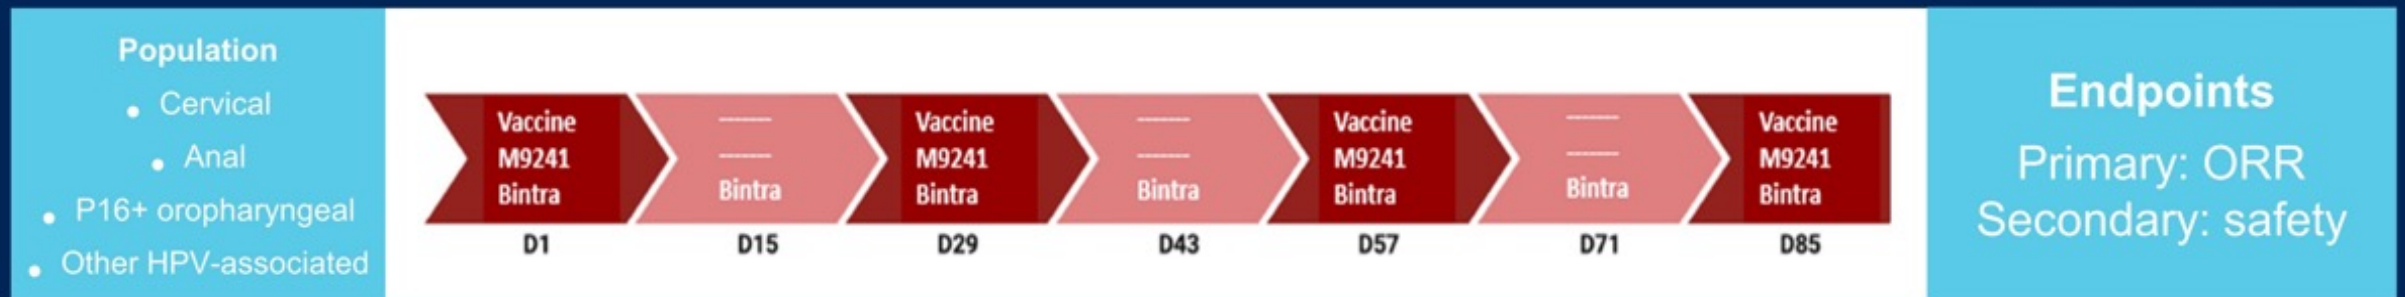 Population
• Cervical
• Anal
• P16+ oropharyngeal
• Other HPV-associated
Vaccine
M9241
Bintra
D1
-------
-------
Bintra
D15
Vaccine
M9241
Bintra
D29
-------
-------
Bintra
D43
Vaccine
M9241
Bintra
D57
-------
-------
Bintra
D71
Vaccine
M9241
Bintra
D85
Endpoints
Primary: ORR
Secondary: safety